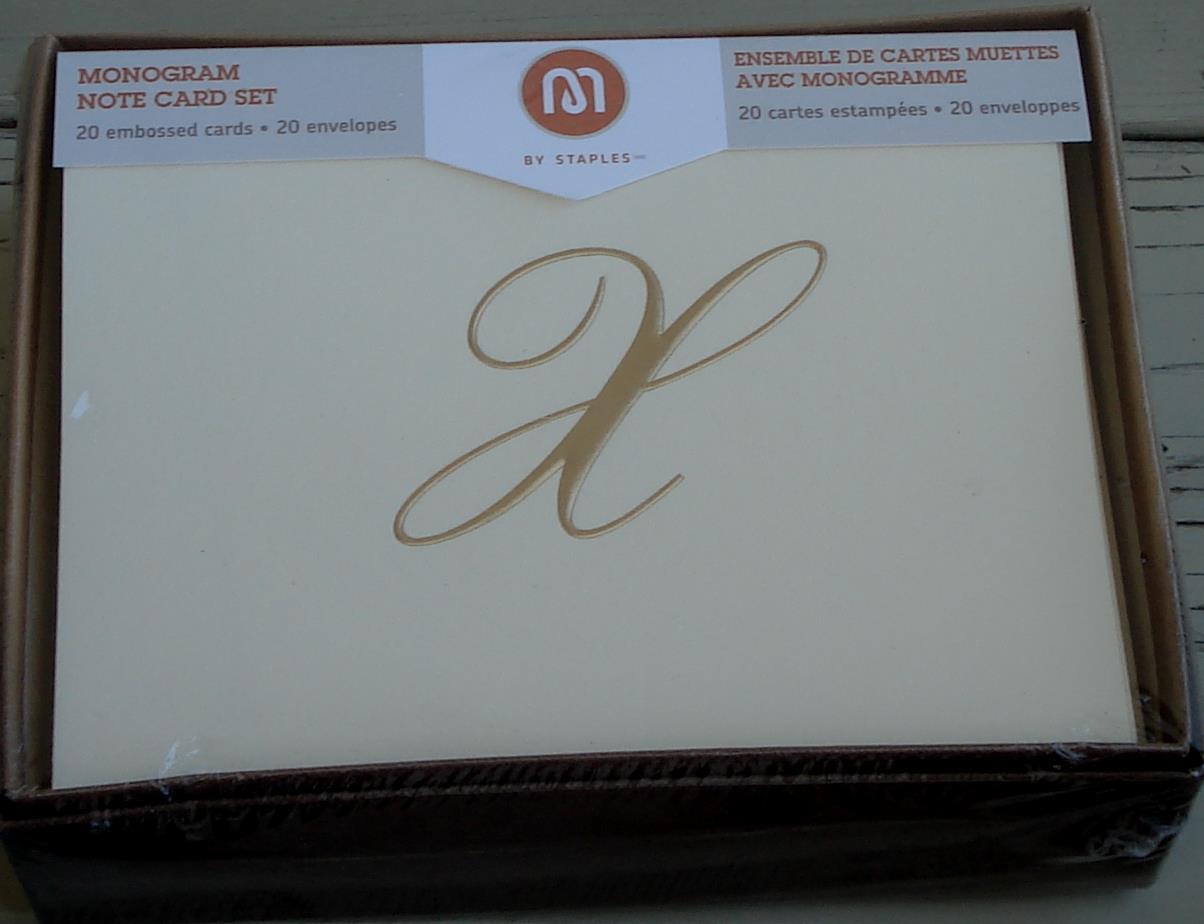 MONOGRAM
NOTE CARD SET
20 embossed cards • 20 envelopes
M
BY STAPLES
ENSEMBLE DE CARTES MUETTES
AVEC MONOGRAMME
20 cartes estampées • 20 enveloppes
X